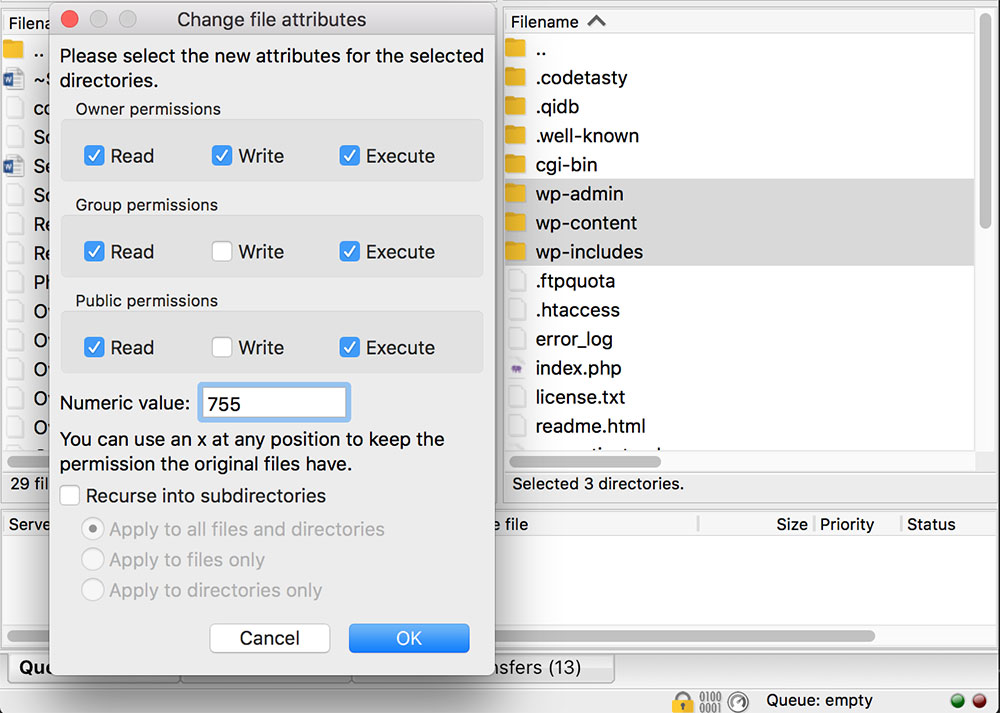 Change file attributes
Please select the new attributes for the selected
directories.
Owner permissions
Read Write Execute
Group permissions
Read Write Execute
Public permissions
Read Write Execute
Numeric value: 755
You can use an x at any position to keep the
permission the original files have.
Recurse into subdirectories
Apply to all files and directories
Apply to files only
Apply to directories only
Cancel OK
Filena
..
~S
co
Sc
Se
Sc
Re
Re
Ph
O
O
O
O
O
29 fil
Filename
..
.codetasty
.qidb
.well-known
cgi-bin
wp-admin
wp-content
wp-includes
.ftpquota
.htaccess
error_log
index.php
license.txt
readme.html
Selected 3 directories.
Serve e file Size Priority Status
Que nsfers (13)
Queue: empty